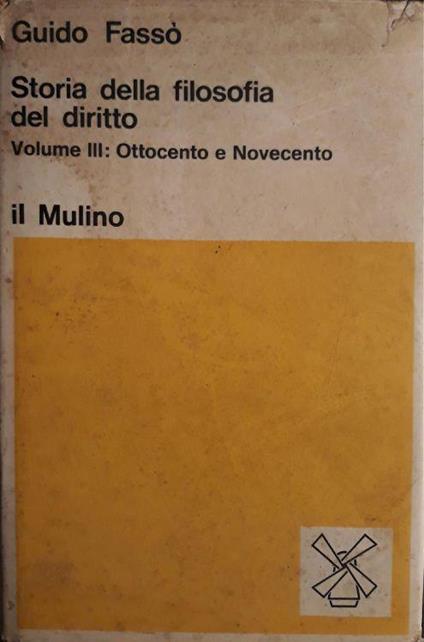 Guido Fassò
Storia della filosofia
del diritto
Volume III: Ottocento e Novecento
il Mulino